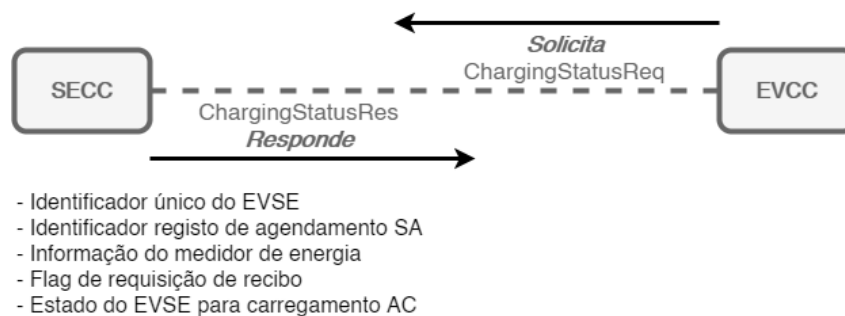 Solicita
ChargingStatusReq
SECC
EVCC
ChargingStatusRes
Responde
- Identificador único do EVSE
- Identificador registo de agendamento SA
- Informação do medidor de energia
- Flag de requisição de recibo
- Estado do EVSE para carregamento AC